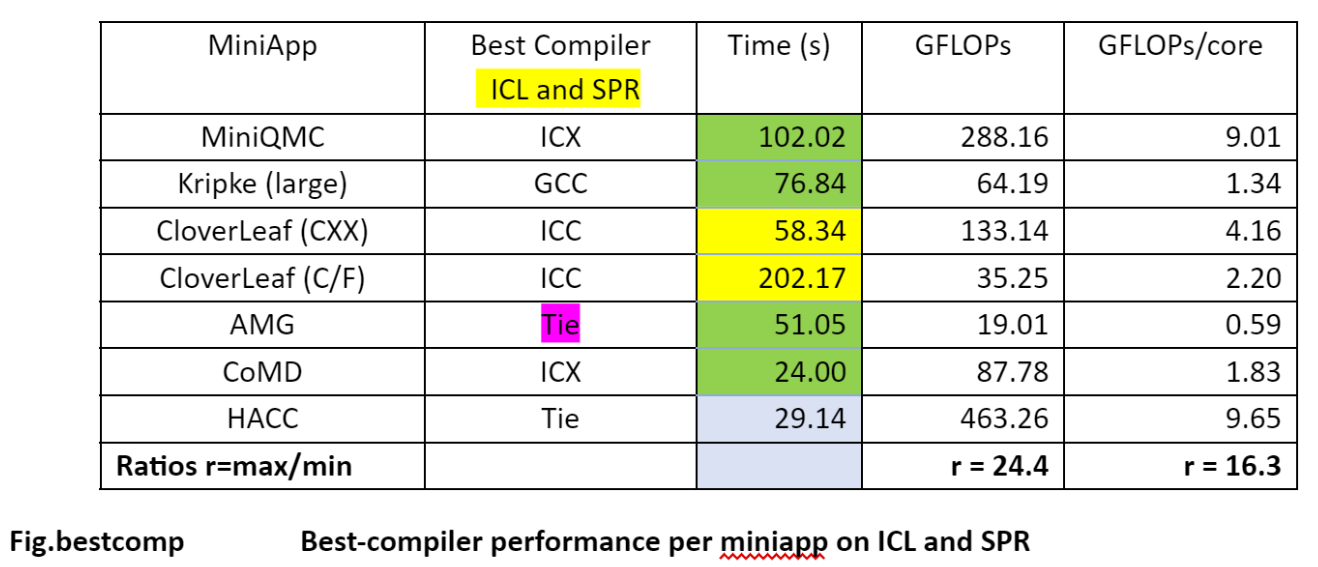 MiniApp Best Compiler Time (s) GFLOPs GFLOPs/core
ICL and SPR
MiniQMC ICX 102.02 288.16 9.01
Kripke (large) GCC 76.84 64.19 1.34
CloverLeaf (CXX) ICC 58.34 133.14 4.16
CloverLeaf (C/F) ICC 202.17 35.25 2.20
AMG Tie 51.05 19.01 0.59
CoMD ICX 24.00 87.78 1.83
HACC Tie 29.14 463.26 9.65
Ratios r=max/min r = 24.4 r = 16.3
Fig.bestcomp Best-compiler performance per miniapp on ICL and SPR